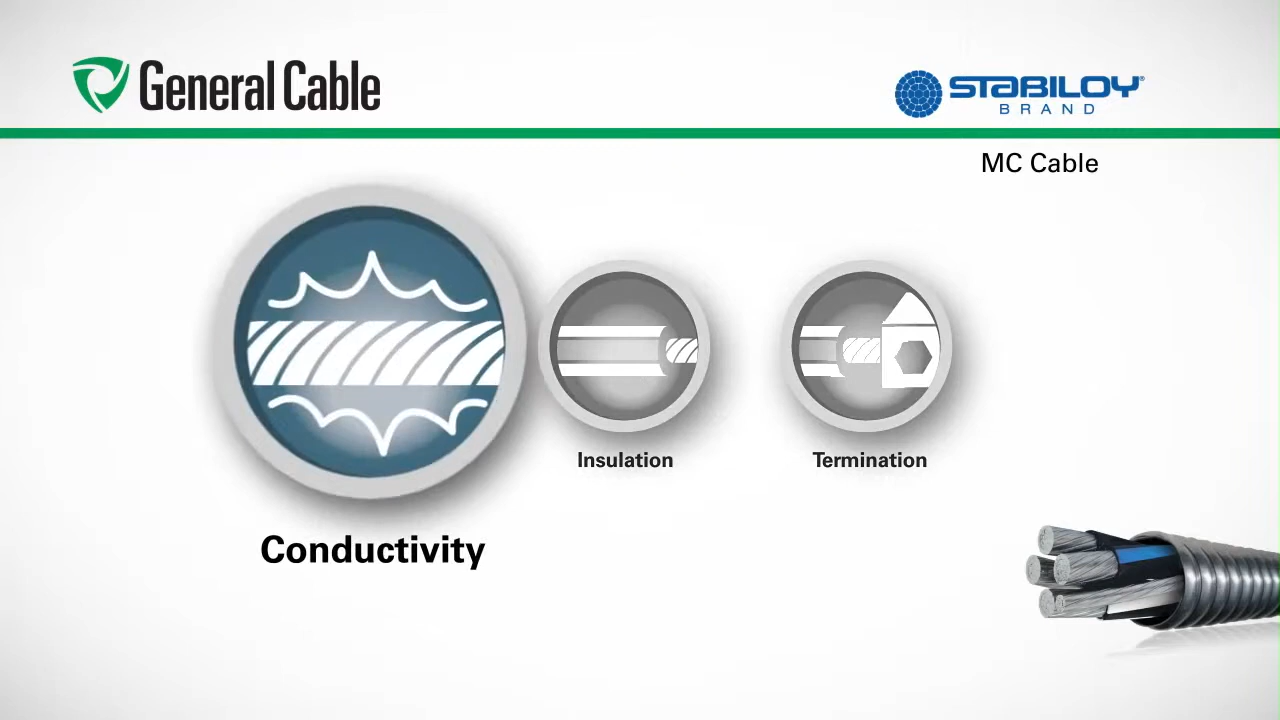 General Cable
STABILOY®
BRAND
MC Cable
Insulation
Termination
Conductivity